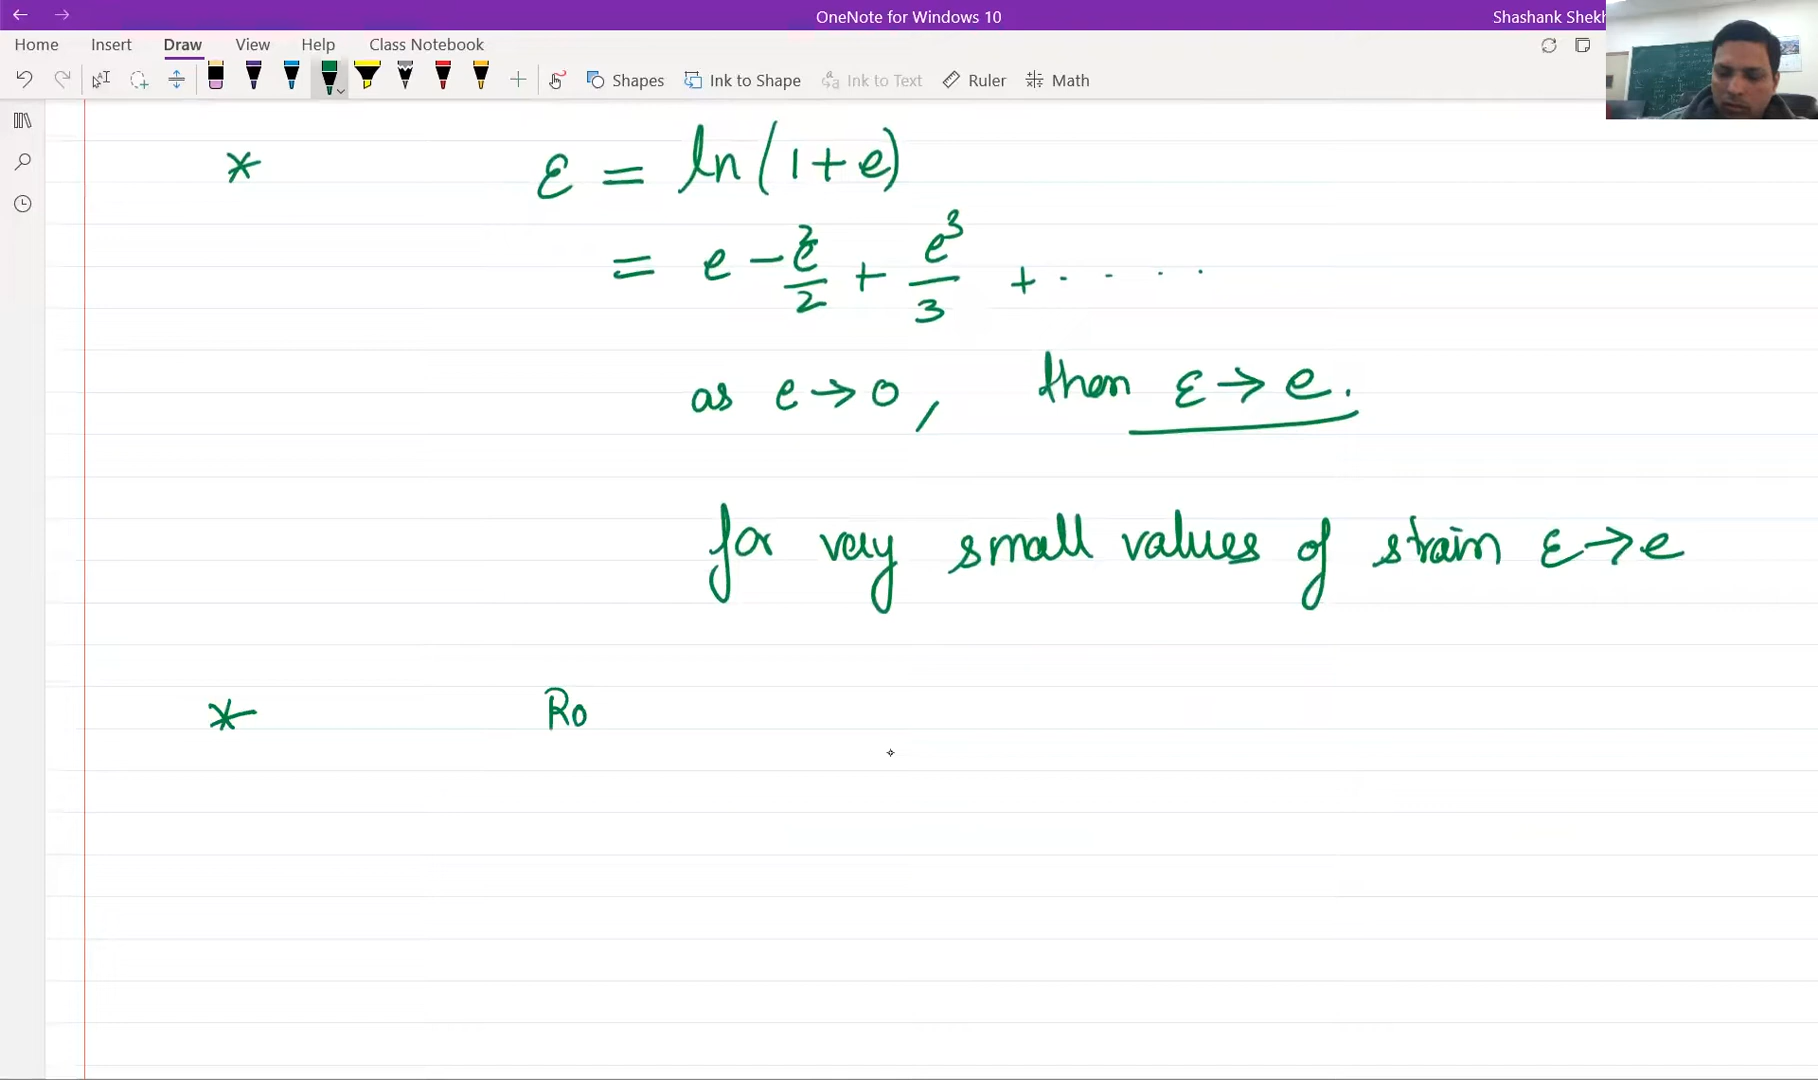 OneNote for Windows 10
Shashank Shekh
Home Insert Draw View Help Class Notebook
Shapes Ink to Shape Ink to Text Ruler Math
* ε = ln(1+e)
= e - e²/2 + e³/3 + . . . .
as e → 0, then ε → e.
for very small values of strain ε → e
* Ro